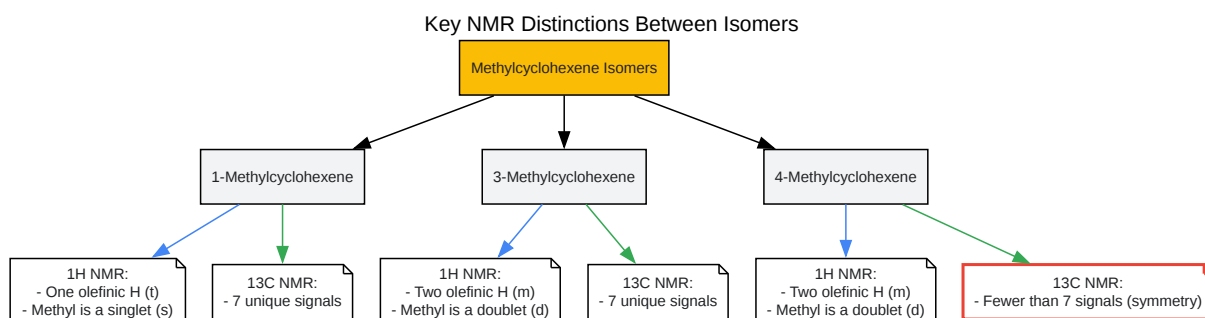 Key NMR Distinctions Between Isomers
Methylcyclohexene Isomers
1-Methylcyclohexene
3-Methylcyclohexene
4-Methylcyclohexene
1H NMR:
- One olefinic H (t)
- Methyl is a singlet (s)
13C NMR:
- 7 unique signals
1H NMR:
- Two olefinic H (m)
- Methyl is a doublet (d)
13C NMR:
- 7 unique signals
1H NMR:
- Two olefinic H (m)
- Methyl is a doublet (d)
13C NMR:
- Fewer than 7 signals (symmetry)